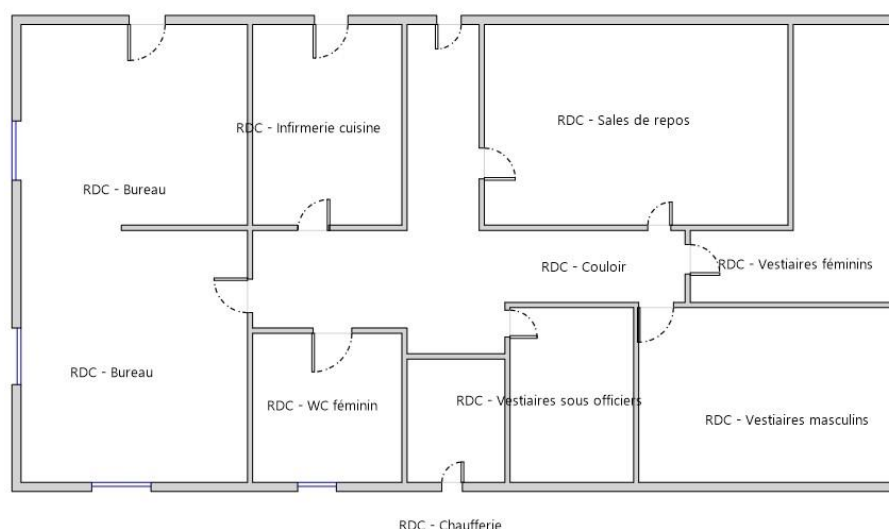 RDC - Infirmerie cuisine
RDC - Sales de repos
RDC - Bureau
RDC - Couloir
RDC - Vestiaires féminins
RDC - Bureau
RDC - WC féminin
RDC - Vestiaires sous officiers
RDC - Vestiaires masculins
RDC - Chaufferie